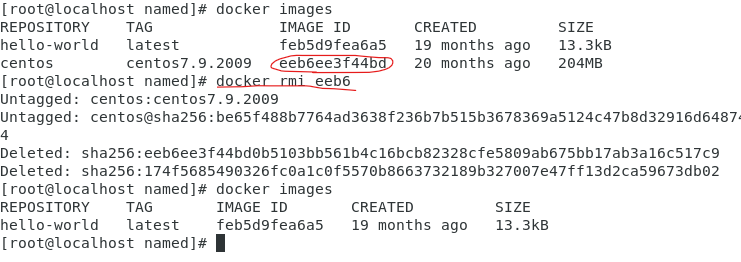 [root@localhost named]# docker images
REPOSITORY    TAG              IMAGE ID       CREATED         SIZE
hello-world   latest           feb5d9fea6a5   19 months ago   13.3kB
centos        centos7.9.2009   eeb6ee3f44bd   20 months ago   204MB
[root@localhost named]# docker rmi eeb6
Untagged: centos:centos7.9.2009
Untagged: centos@sha256:be65f488b7764ad3638f236b7b515b3678369a5124c47b8d32916d64874
4
Deleted: sha256:eeb6ee3f44bd0b5103bb561b4c16bcb82328cfe5809ab675bb17ab3a16c517c9
Deleted: sha256:174f5685490326fc0a1c0f5570b8663732189b327007e47ff13d2ca59673db02
[root@localhost named]# docker images
REPOSITORY    TAG       IMAGE ID       CREATED         SIZE
hello-world   latest    feb5d9fea6a5   19 months ago   13.3kB
[root@localhost named]#